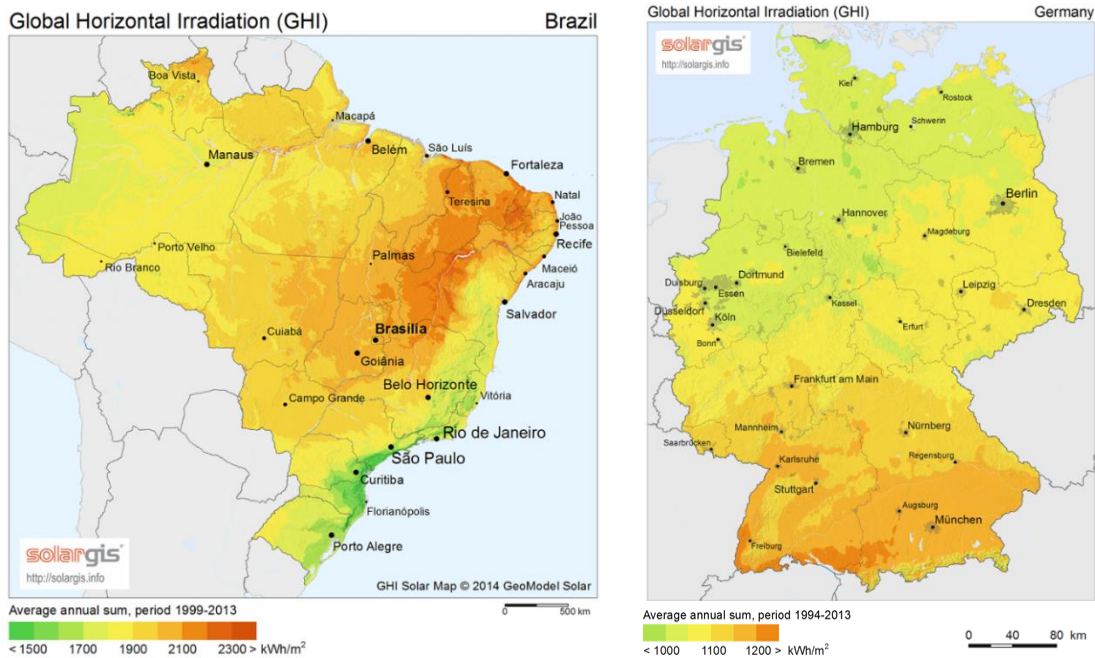 Global Horizontal Irradiation (GHI) Brazil
Boa Vista
Macapá
Manaus
Belém
São Luís
Fortaleza
Teresina
Natal
João
Pessoa
Recife
Porto Velho
Palmas
Maceió
Rio Branco
Aracaju
Salvador
Cuiabá
Brasília
Goiânia
Belo Horizonte
Campo Grande
Vitória
Rio de Janeiro
São Paulo
Curitiba
Florianópolis
Porto Alegre
solargis
http://solargis.info
GHI Solar Map © 2014 GeoModel Solar
Average annual sum, period 1999-2013
0 500 km
< 1500 1700 1900 2100 2300 > kWh/m²
Global Horizontal Irradiation (GHI) Germany
solargis
http://solargis.info
Kiel
Rostock
Schwerin
Hamburg
Bremen
Berlin
Hannover
Magdeburg
Bielefeld
Dortmund
Duisburg
Essen
Leipzig
Kassel
Düsseldorf
Dresden
Köln
Erfurt
Bonn
Frankfurt am Main
Mannheim
Nürnberg
Saarbrücken
Karlsruhe
Regensburg
Stuttgart
Augsburg
München
Freiburg
Average annual sum, period 1994-2013
< 1000 1100 1200 > kWh/m²
0 40 80 km